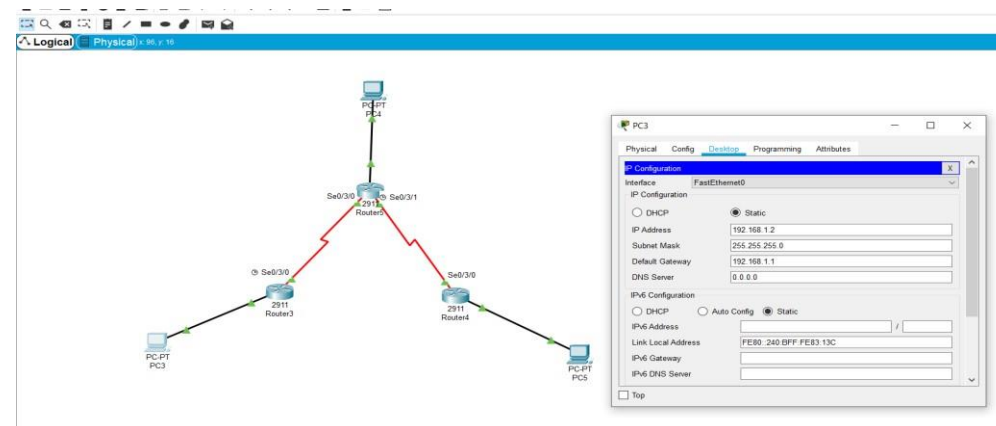 Logical Physical x: 96, y: 16
PC-PT
PC4
Se0/3/0 Se0/3/1
2911
Router5
Se0/3/0
2911
Router3
Se0/3/0
2911
Router4
PC-PT
PC3
PC-PT
PC5
PC3
Physical Config Desktop Programming Attributes
IP Configuration X
Interface FastEthernet0
IP Configuration
DHCP Static
IP Address 192.168.1.2
Subnet Mask 255.255.255.0
Default Gateway 192.168.1.1
DNS Server 0.0.0.0
IPv6 Configuration
DHCP Auto Config Static
IPv6 Address /
Link Local Address FE80::240:BFF:FE83:13C
IPv6 Gateway
IPv6 DNS Server
Top